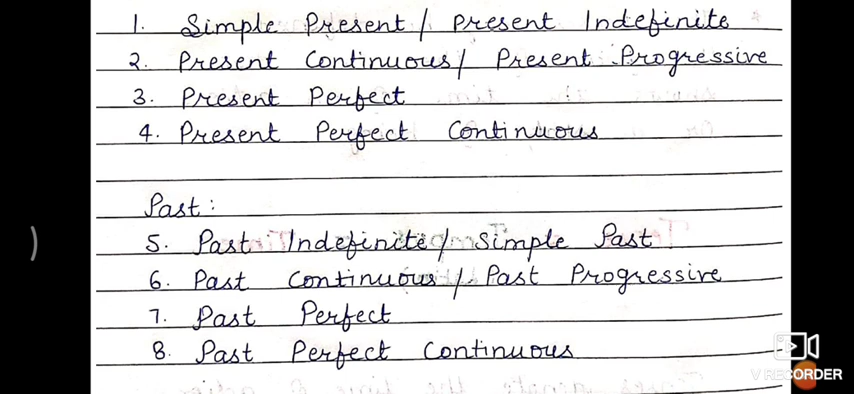 1. Simple Present / Present Indefinite
2. Present Continuous / Present Progressive
3. Present Perfect
4. Present Perfect Continuous
Past:
5. Past Indefinite / Simple Past
6. Past Continuous / Past Progressive
7. Past Perfect
8. Past Perfect Continuous
V RECORDER